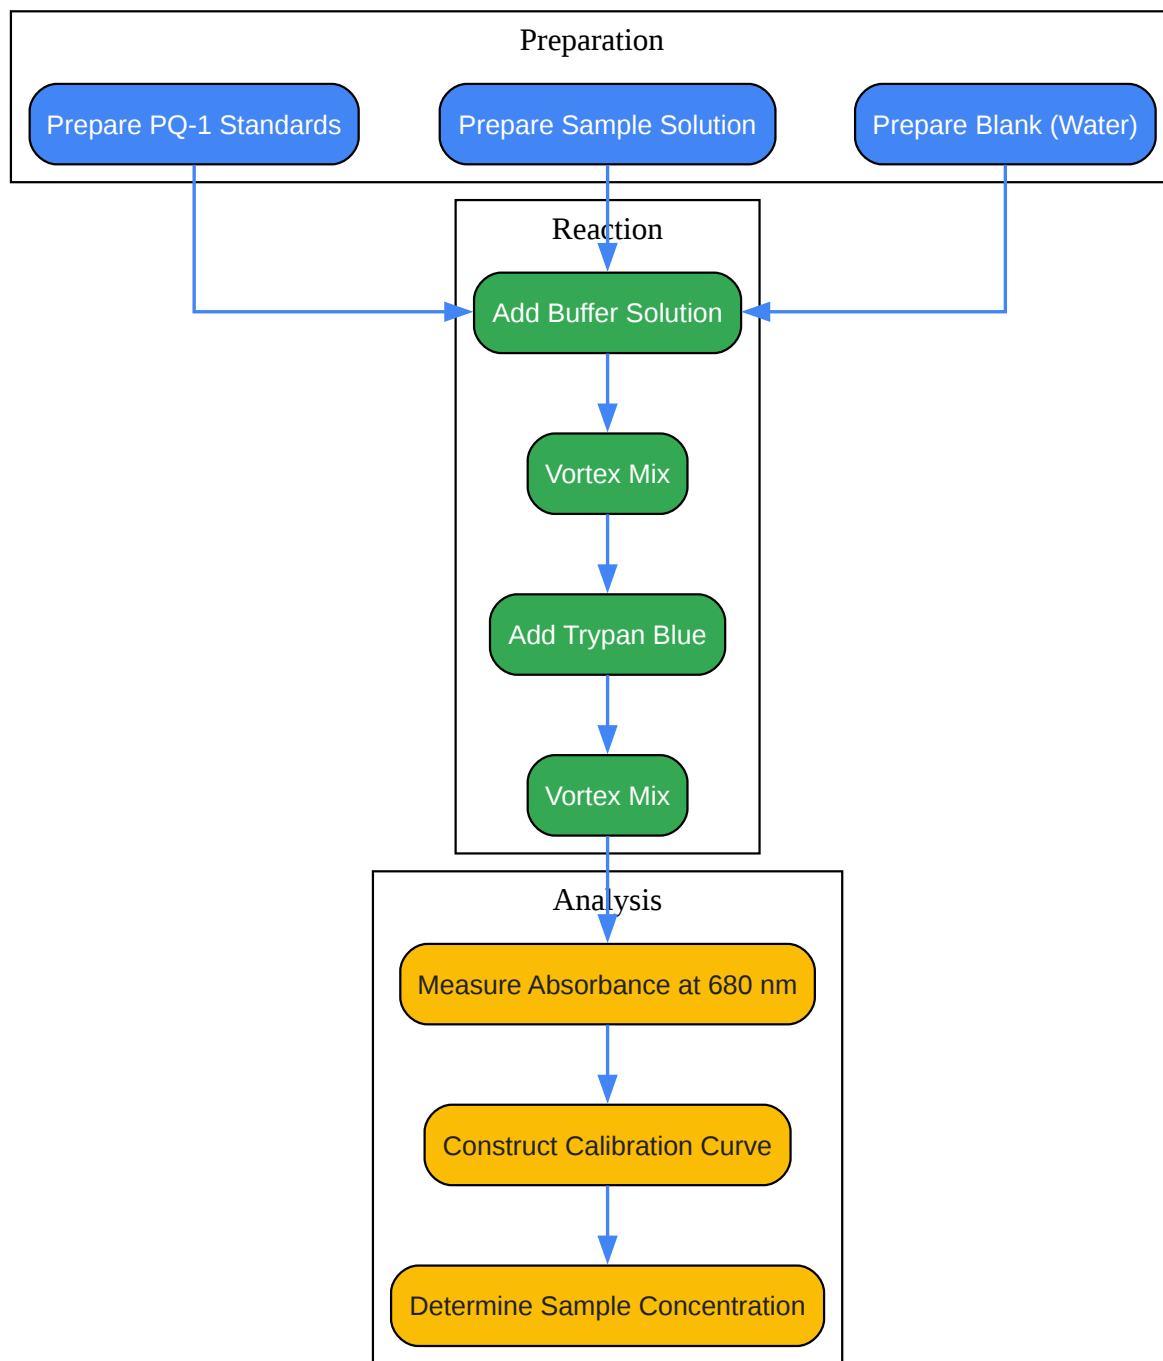 Preparation
Prepare PQ-1 Standards
Prepare Sample Solution
Prepare Blank (Water)
Reaction
Add Buffer Solution
Vortex Mix
Add Trypan Blue
Vortex Mix
Analysis
Measure Absorbance at 680 nm
Construct Calibration Curve
Determine Sample Concentration